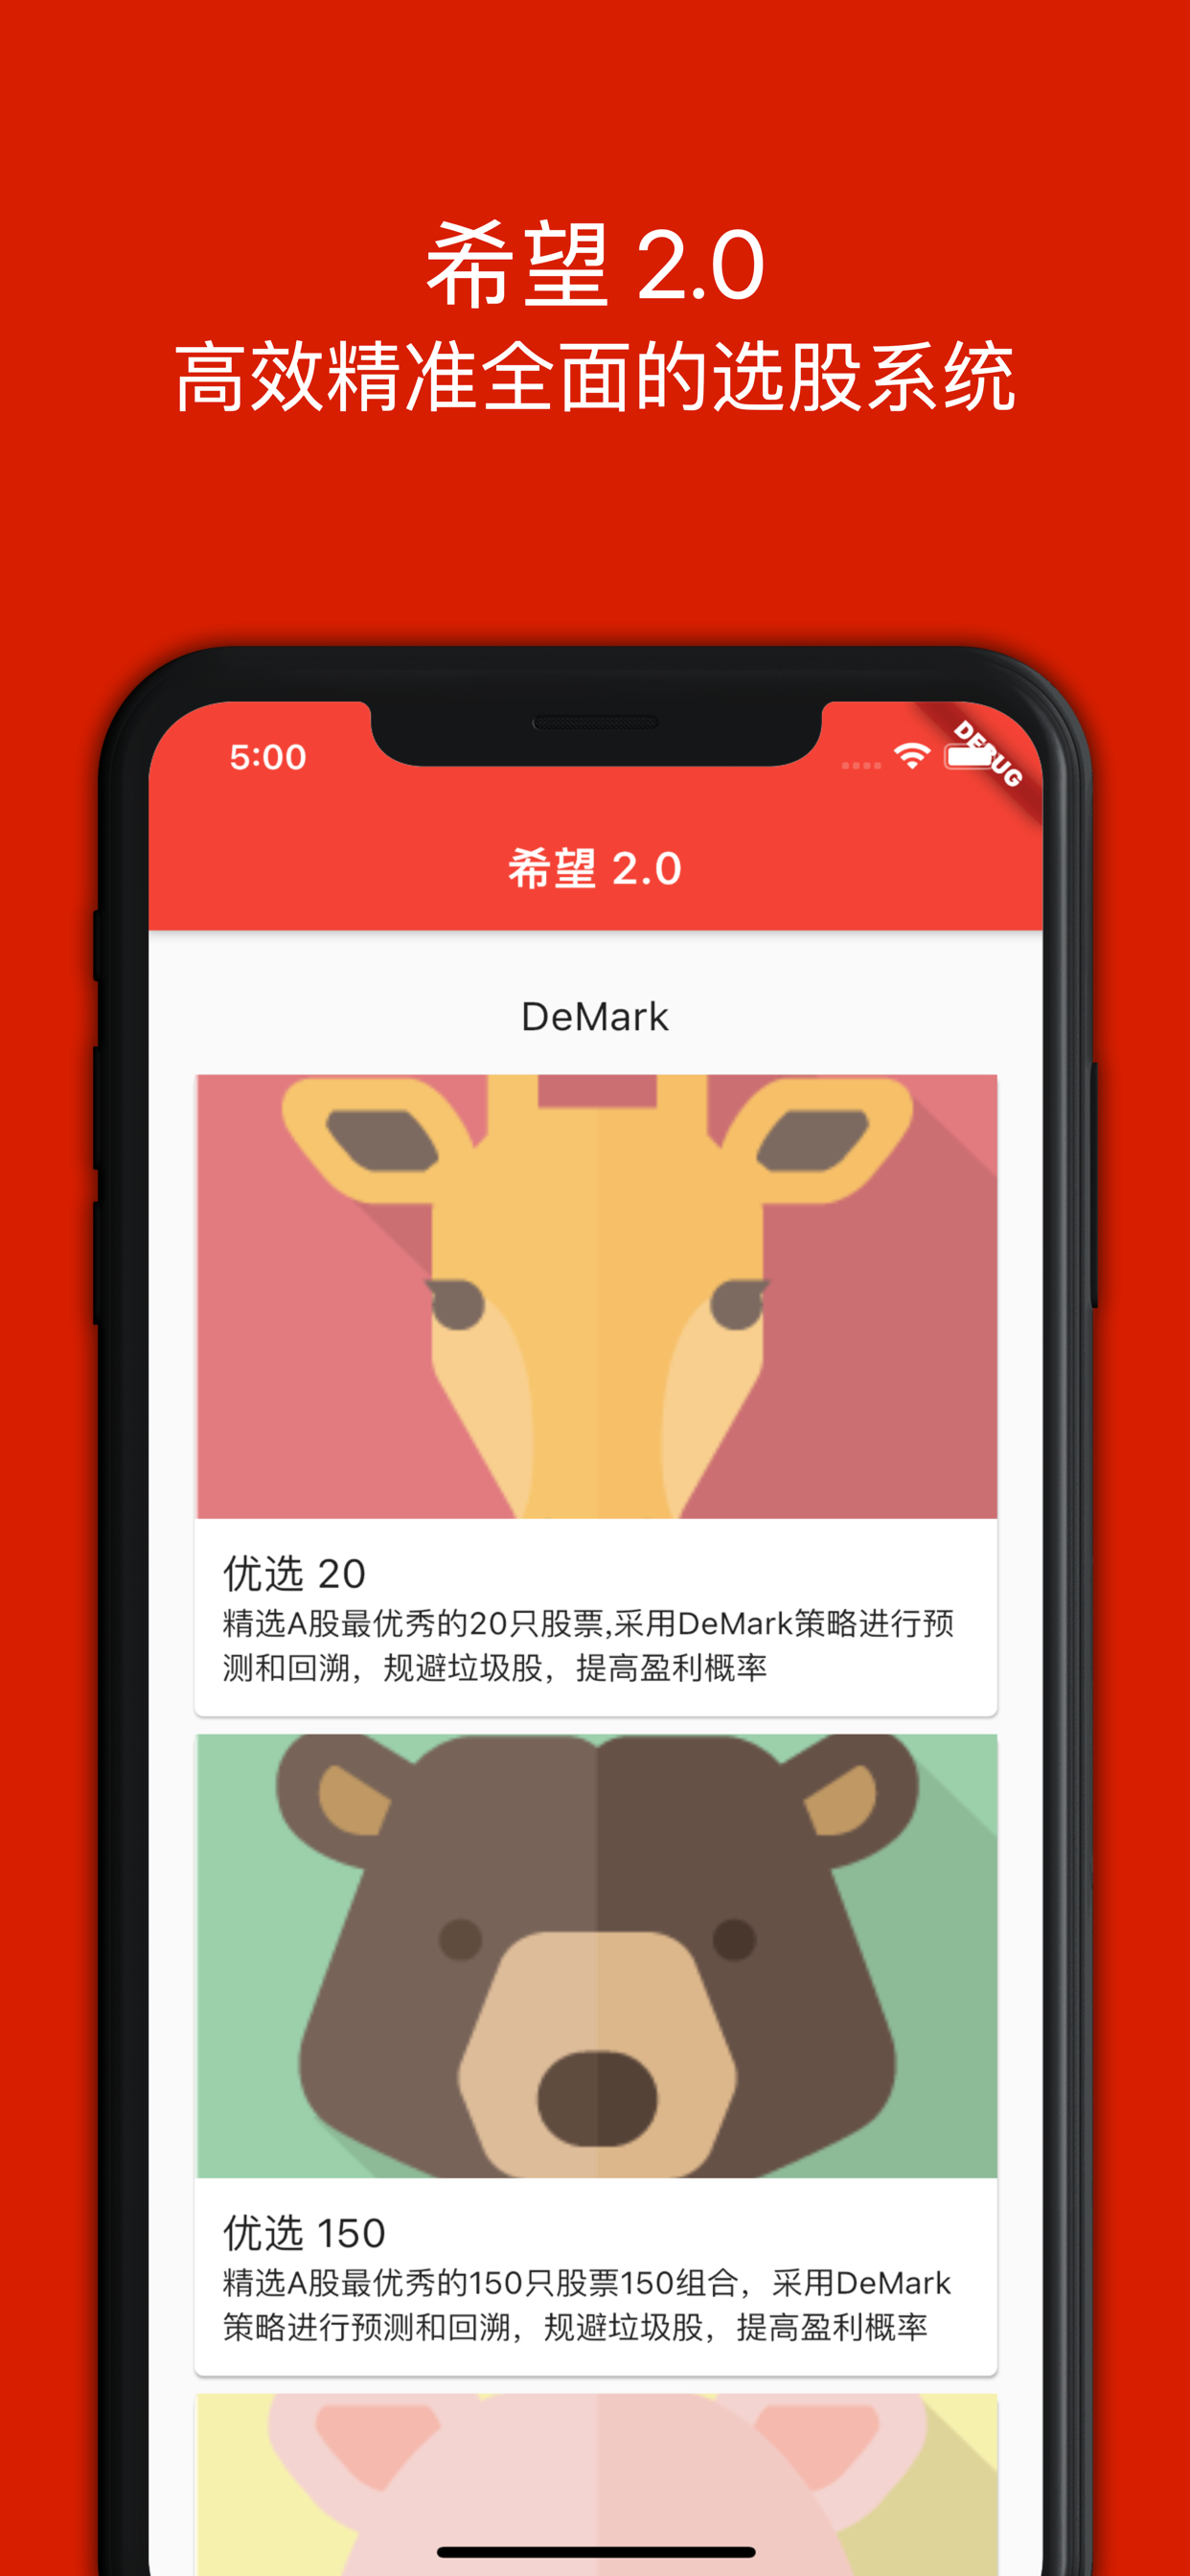 希望 2.0
高效精准全面的选股系统
5:00
DEBUG
希望 2.0
DeMark
优选 20
精选A股最优秀的20只股票,采用DeMark策略进行预
测和回溯，规避垃圾股，提高盈利概率
优选 150
精选A股最优秀的150只股票150组合，采用DeMark
策略进行预测和回溯，规避垃圾股，提高盈利概率